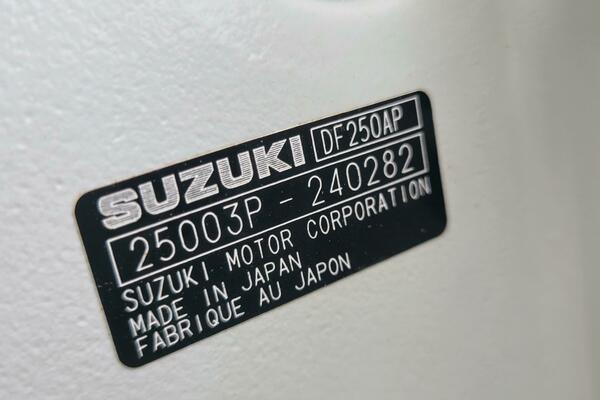 SUZUKI DF250AP
25003P - 240282
SUZUKI MOTOR CORPORATION
MADE IN JAPAN
FABRIQUE AU JAPON